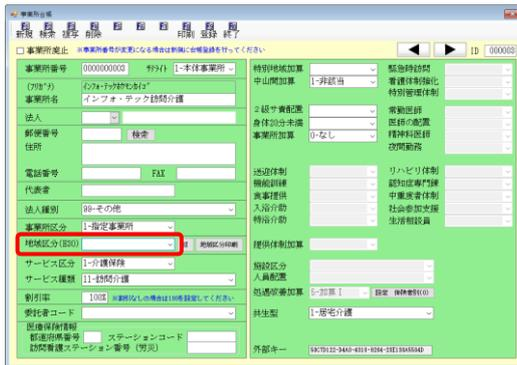 事業所台帳
新規 検索 複写 削除 印刷 登録 終了
事業所廃止 ※事業所番号が変更になる場合は新規に台帳登録を行ってください
ID 000003
事業所番号 0000000003 サテライト 1-本体事業所
(フリガナ) インフォ・テックホウモンカイゴ
事業所名 インフォ・テック訪問介護
法人
郵便番号 検索
住所
電話番号 FAX
代表者
法人種別 99-その他
事業所区分 1-指定事業所
地域区分(H30) 地域区分印刷
サービス区分 1-介護保険
サービス種類 11-訪問介護
割引率 100% ※割引なしの場合は100を設定してください
委託者コード
医療保険情報
都道府県番号 ステーションコード
訪問看護ステーション番号 (労災)
特別地域加算
中山間加算 1-非該当
2級サ責配置
身体20分未満
事業所加算 0-なし
送迎体制
機能訓練
食事提供
入浴介助
特浴介助
提供体制加算
施設区分
人員配置
処遇改善加算 5-加算Ⅰ 設定 保険者別(O)
共生型 1-居宅介護
外部キー
緊急時訪問
看護体制強化
特別管理体制
常勤医師
医師の配置
精神科医師
夜間勤務
リハビリ体制
認知症専門棟
中重度者体制
社会参加支援
生活相談員